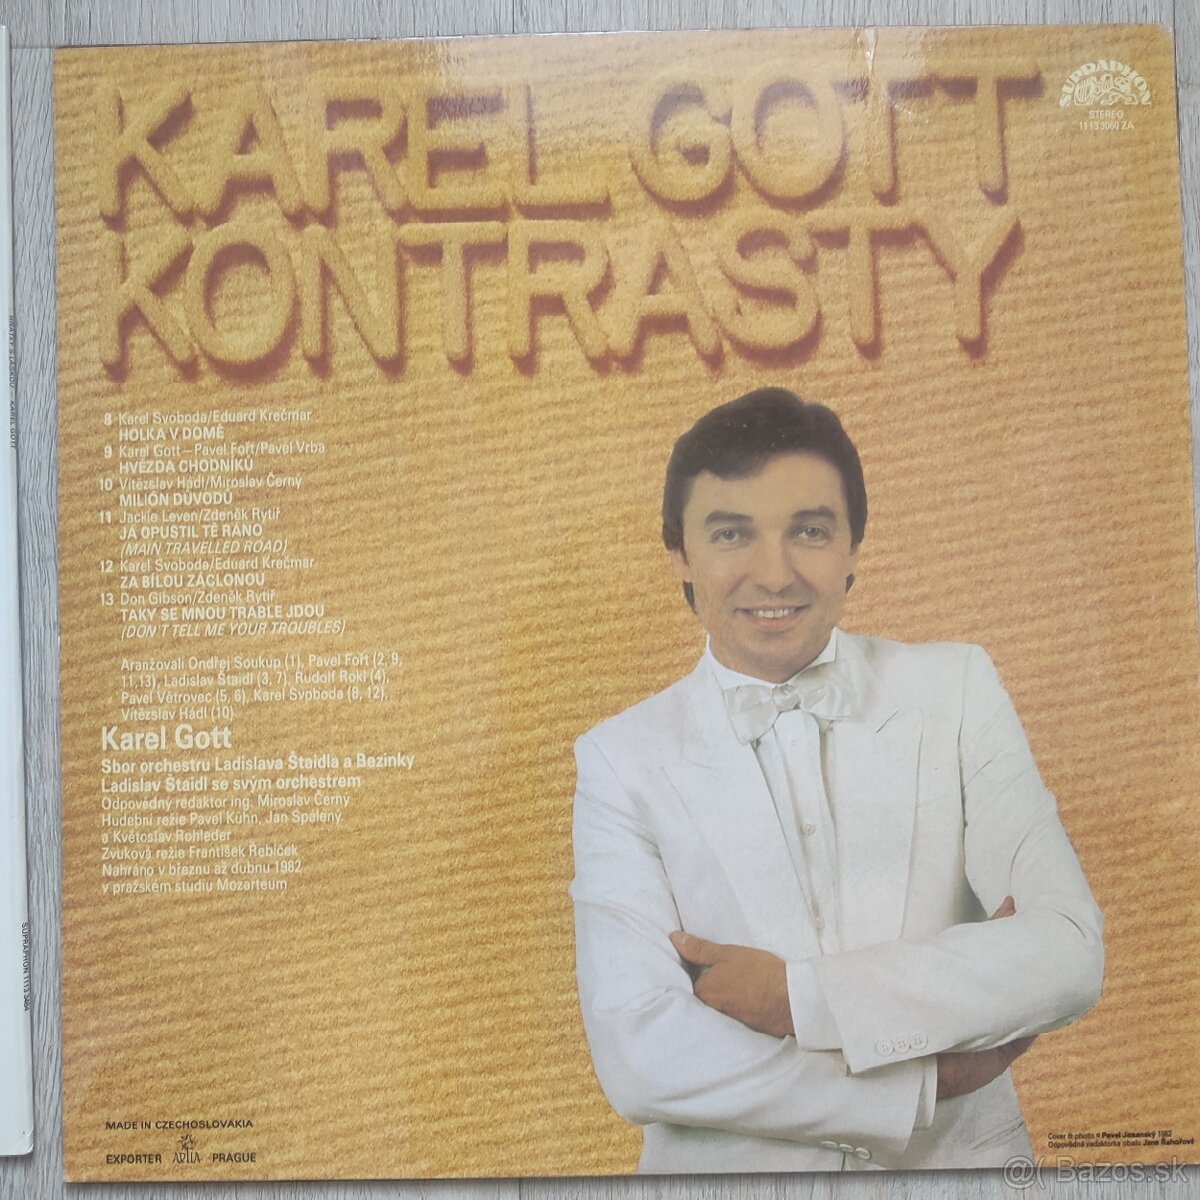 KAREL GOTT
KONTRASTY
SUPRAPHON
STEREO
1113 3060 ZA
8 Karel Svoboda/Eduard Krečmar
HOLKA V DOMĚ
9 Karel Gott – Pavel Fořt/Pavel Vrba
HVĚZDA CHODNÍKŮ
10 Vítězslav Hádl/Miroslav Černý
MILIÓN DŮVODŮ
11 Jackie Leven/Zdeněk Rytíř
JÁ OPUSTIL TĚ RÁNO
(MAIN TRAVELLED ROAD)
12 Karel Svoboda/Eduard Krečmar
ZA BÍLOU ZÁCLONOU
13 Don Gibson/Zdeněk Rytíř
TAKY SE MNOU TRABLE JDOU
(DON'T TELL ME YOUR TROUBLES)
Aranžovali Ondřej Soukup (1), Pavel Fořt (2, 9,
11,13), Ladislav Štaidl (3, 7), Rudolf Rokl (4),
Pavel Větrovec (5, 6), Karel Svoboda (8, 12),
Vítězslav Hádl (10)
Karel Gott
Sbor orchestru Ladislava Štaidla a Bezinky
Ladislav Štaidl se svým orchestrem
Odpovědný redaktor ing. Miroslav Černý
Hudební režie Pavel Kühn, Jan Spálený
a Květoslav Rohleder
Zvuková režie František Řebíček
Nahráno v březnu až dubnu 1982
v pražském studiu Mozarteum
MADE IN CZECHOSLOVAKIA
EXPORTER ARTIA PRAGUE
Cover & photo © Pavel Jasanský 1982
Odpovědná redaktorka obalu Jana Řehořová
- KAREL GOTT
SUPRAPHON 1113 3404
@( Bazos.sk